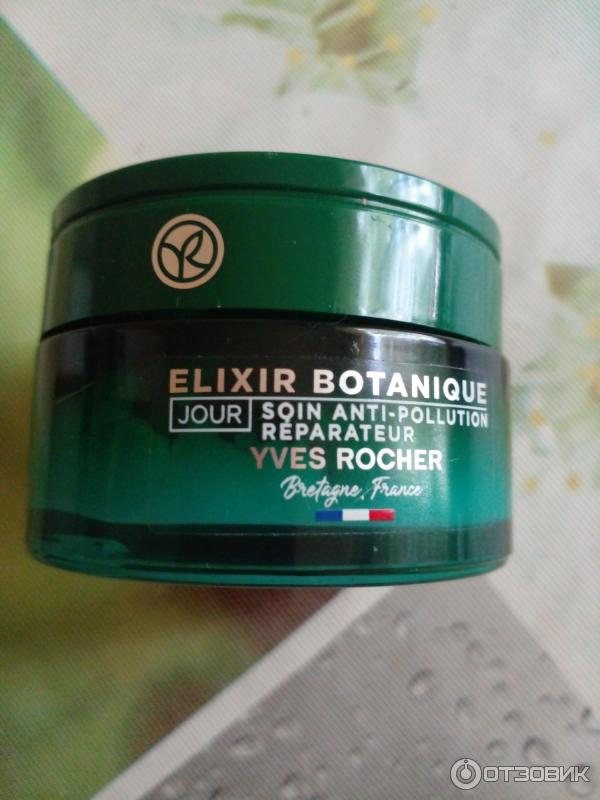 ELIXIR BOTANIQUE
JOUR SOIN ANTI-POLLUTION
RÉPARATEUR
YVES ROCHER
Bretagne, France
ОТЗОВИК